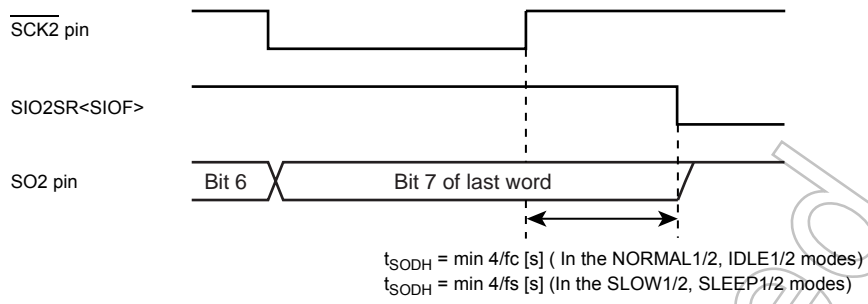 SCK2 pin
SIO2SR<SIOF>
SO2 pin
Bit 6
Bit 7 of last word
tSODH = min 4/fc [s] ( In the NORMAL1/2, IDLE1/2 modes)
tSODH = min 4/fs [s] (In the SLOW1/2, SLEEP1/2 modes)